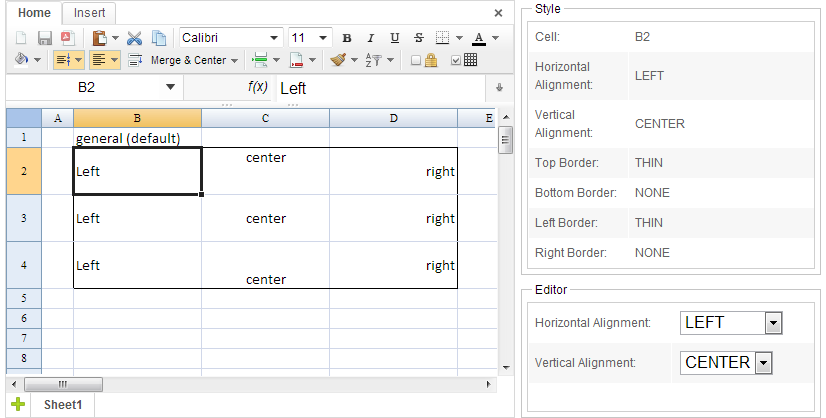 Home Insert
Calibri 11 B I U S A
Merge & Center
B2 f(x) Left
A B C D E
1 general (default)
2 Left center right
3 Left center right
4 Left center right
5
6
7
8
Sheet1
Style
Cell: B2
Horizontal Alignment: LEFT
Vertical Alignment: CENTER
Top Border: THIN
Bottom Border: NONE
Left Border: THIN
Right Border: NONE
Editor
Horizontal Alignment: LEFT
Vertical Alignment: CENTER